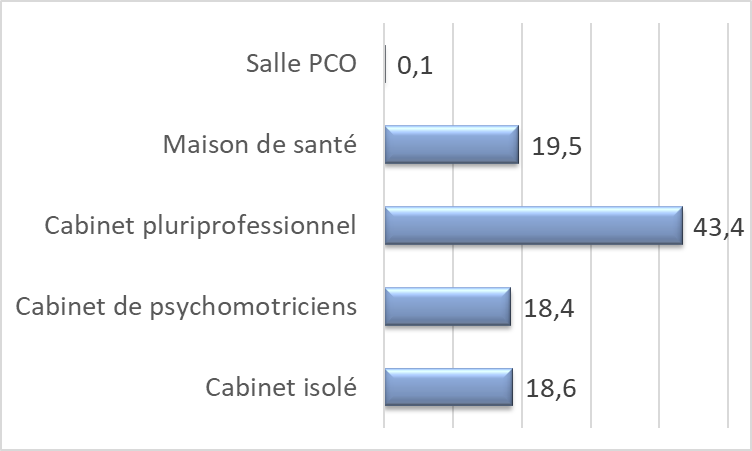 Salle PCO 0,1
Maison de santé 19,5
Cabinet pluriprofessionnel 43,4
Cabinet de psychomotriciens 18,4
Cabinet isolé 18,6